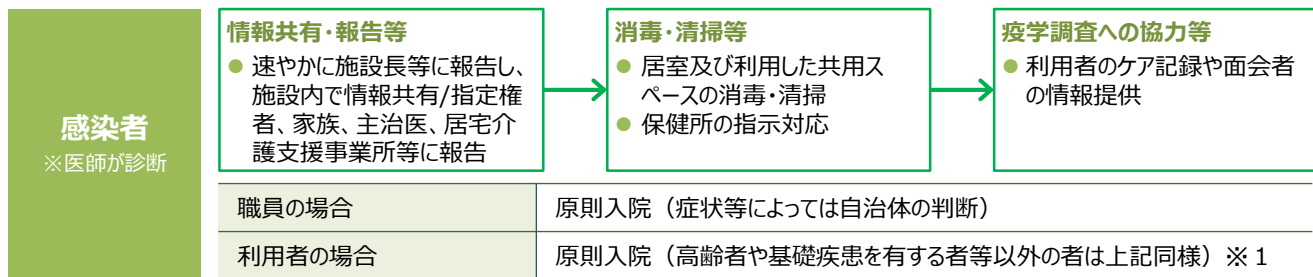 感染者
※医師が診断
情報共有･報告等
● 速やかに施設長等に報告し、
施設内で情報共有/指定権
者、家族、主治医、居宅介
護支援事業所等に報告
消毒･清掃等
● 居室及び利用した共用ス
ペースの消毒・清掃
● 保健所の指示対応
疫学調査への協力等
● 利用者のケア記録や面会者
の情報提供
職員の場合
原則入院（症状等によっては自治体の判断）
利用者の場合
原則入院（高齢者や基礎疾患を有する者等以外の者は上記同様）※１